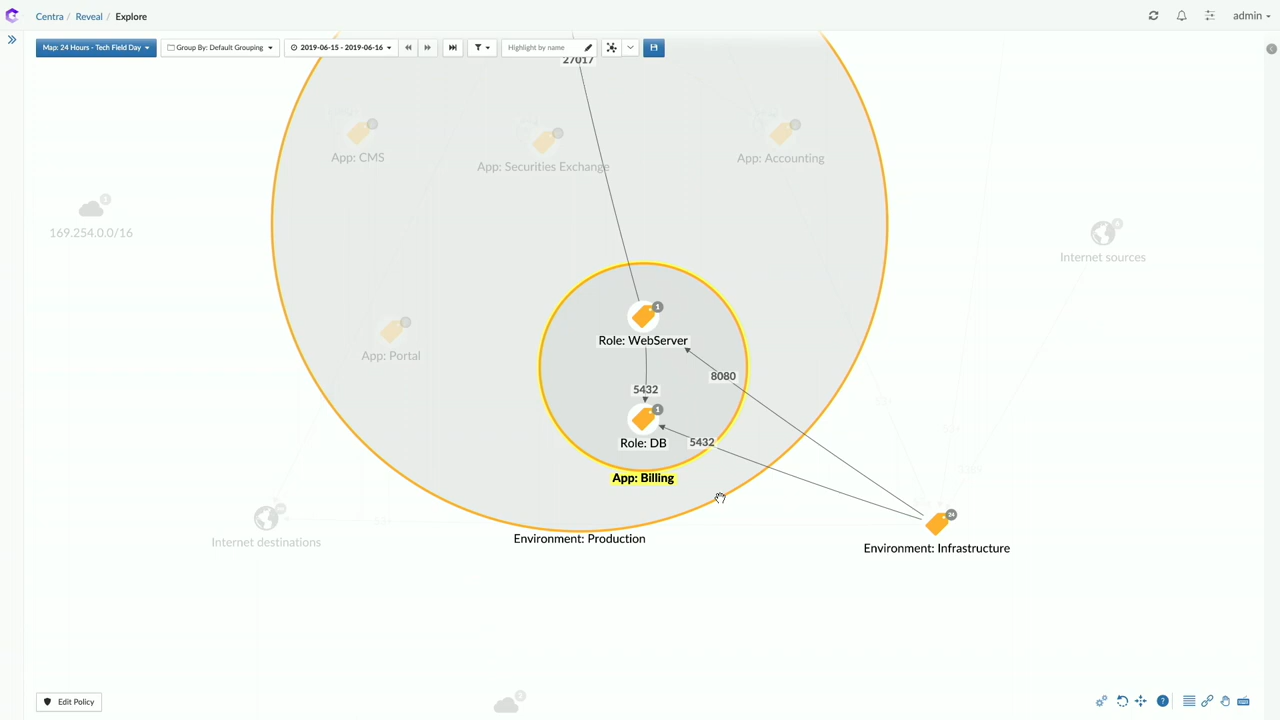 Centra / Reveal / Explore
admin
Map: 24 Hours - Tech Field Day
Group By: Default Grouping
2019-06-15 - 2019-06-16
Highlight by name
27017
App: CMS
App: Securities Exchange
App: Accounting
169.254.0.0/16
Internet sources
1
Role: WebServer
App: Portal
8080
5432
1
Role: DB
5432
App: Billing
Internet destinations
24
Environment: Production
Environment: Infrastructure
Edit Policy